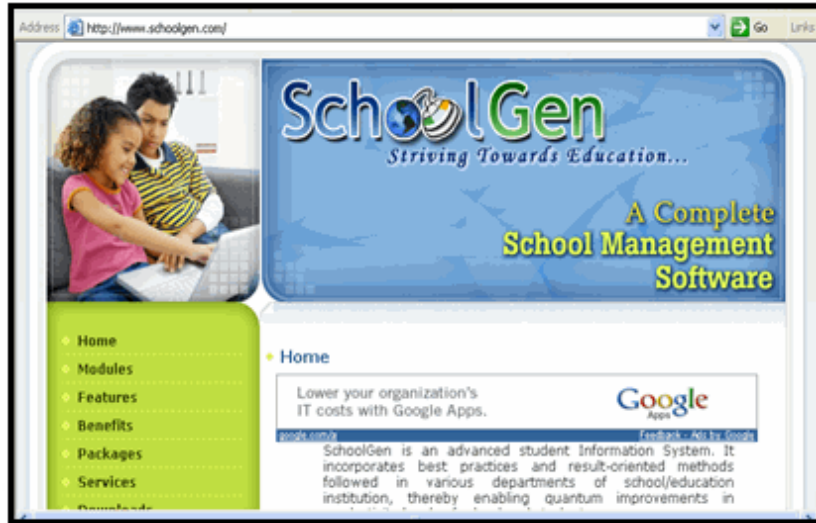 Address http://www.schoolgen.com/ Go Links
SchoolGen
Striving Towards Education...
A Complete
School Management
Software
Home
Modules
Features
Benefits
Packages
Services
Downloads
Home
Lower your organization's
IT costs with Google Apps.
Google
Apps
google.com/a Feedback - Ads by Google
SchoolGen is an advanced student Information System. It
incorporates best practices and result-oriented methods
followed in various departments of school/education
institution, thereby enabling quantum improvements in